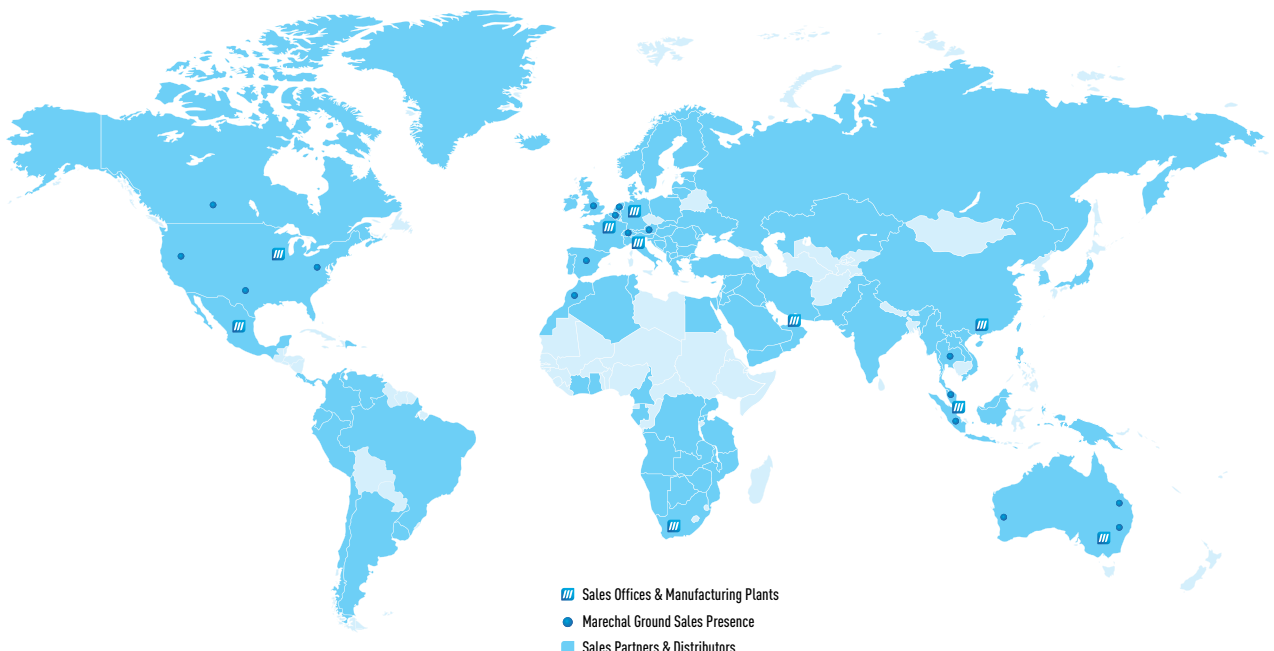 Sales Offices & Manufacturing Plants
Marechal Ground Sales Presence
Sales Partners & Distributors